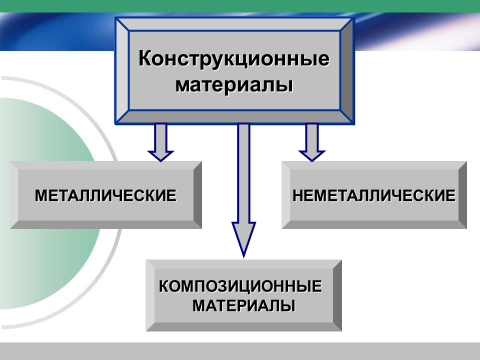 Конструкционные
материалы
МЕТАЛЛИЧЕСКИЕ
НЕМЕТАЛЛИЧЕСКИЕ
КОМПОЗИЦИОННЫЕ
МАТЕРИАЛЫ